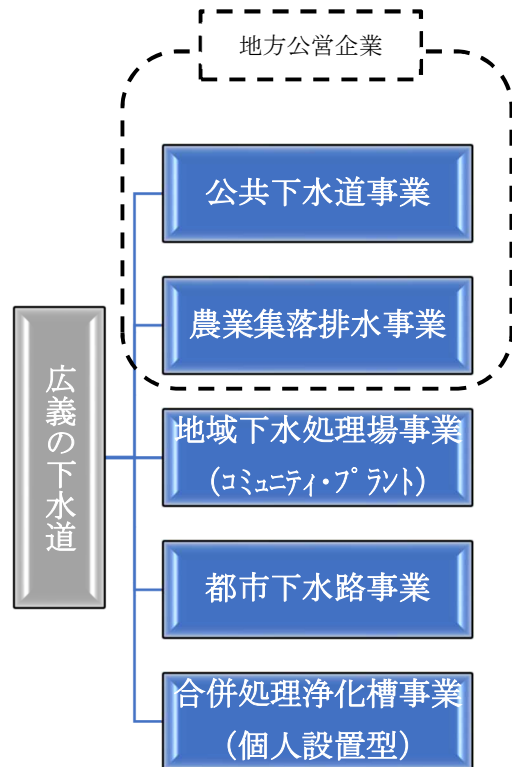 地方公営企業
公共下水道事業
農業集落排水事業
広義の下水道
地域下水処理場事業
(コミュニティ・プラント)
都市下水路事業
合併処理浄化槽事業
(個人設置型)